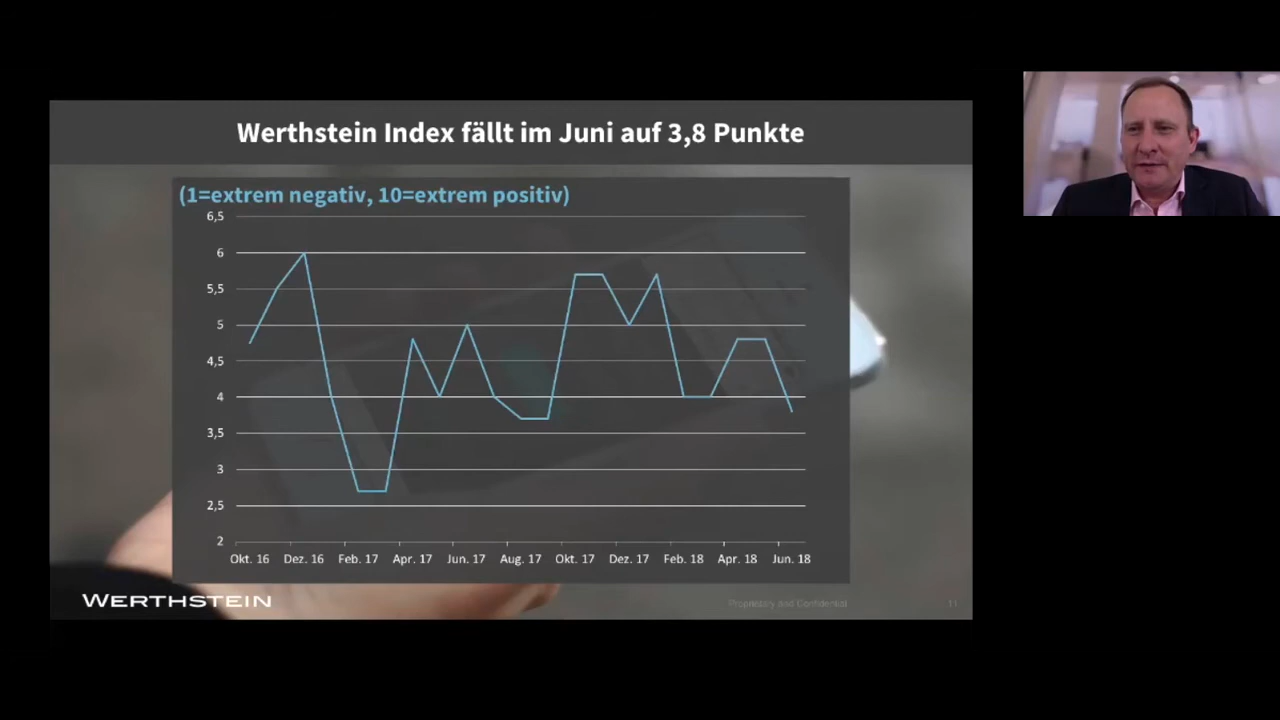 Werthstein Index fällt im Juni auf 3,8 Punkte
(1=extrem negativ, 10=extrem positiv)
6,5
6
5,5
5
4,5
4
3,5
3
2,5
2
Okt. 16 Dez. 16 Feb. 17 Apr. 17 Jun. 17 Aug. 17 Okt. 17 Dez. 17 Feb. 18 Apr. 18 Jun. 18
WERTHSTEIN
Proprietary and Confidential 11